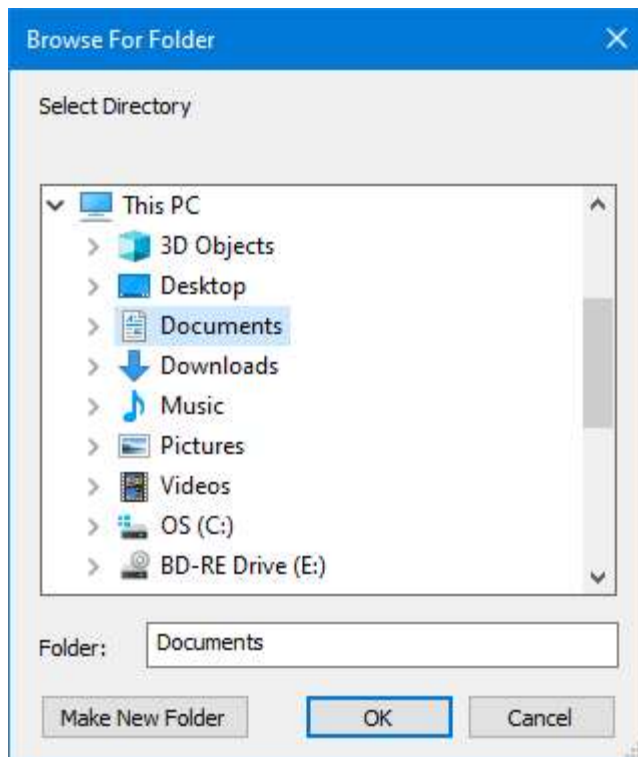 Browse For Folder
Select Directory
This PC
3D Objects
Desktop
Documents
Downloads
Music
Pictures
Videos
OS (C:)
BD-RE Drive (E:)
Folder: Documents
Make New Folder OK Cancel